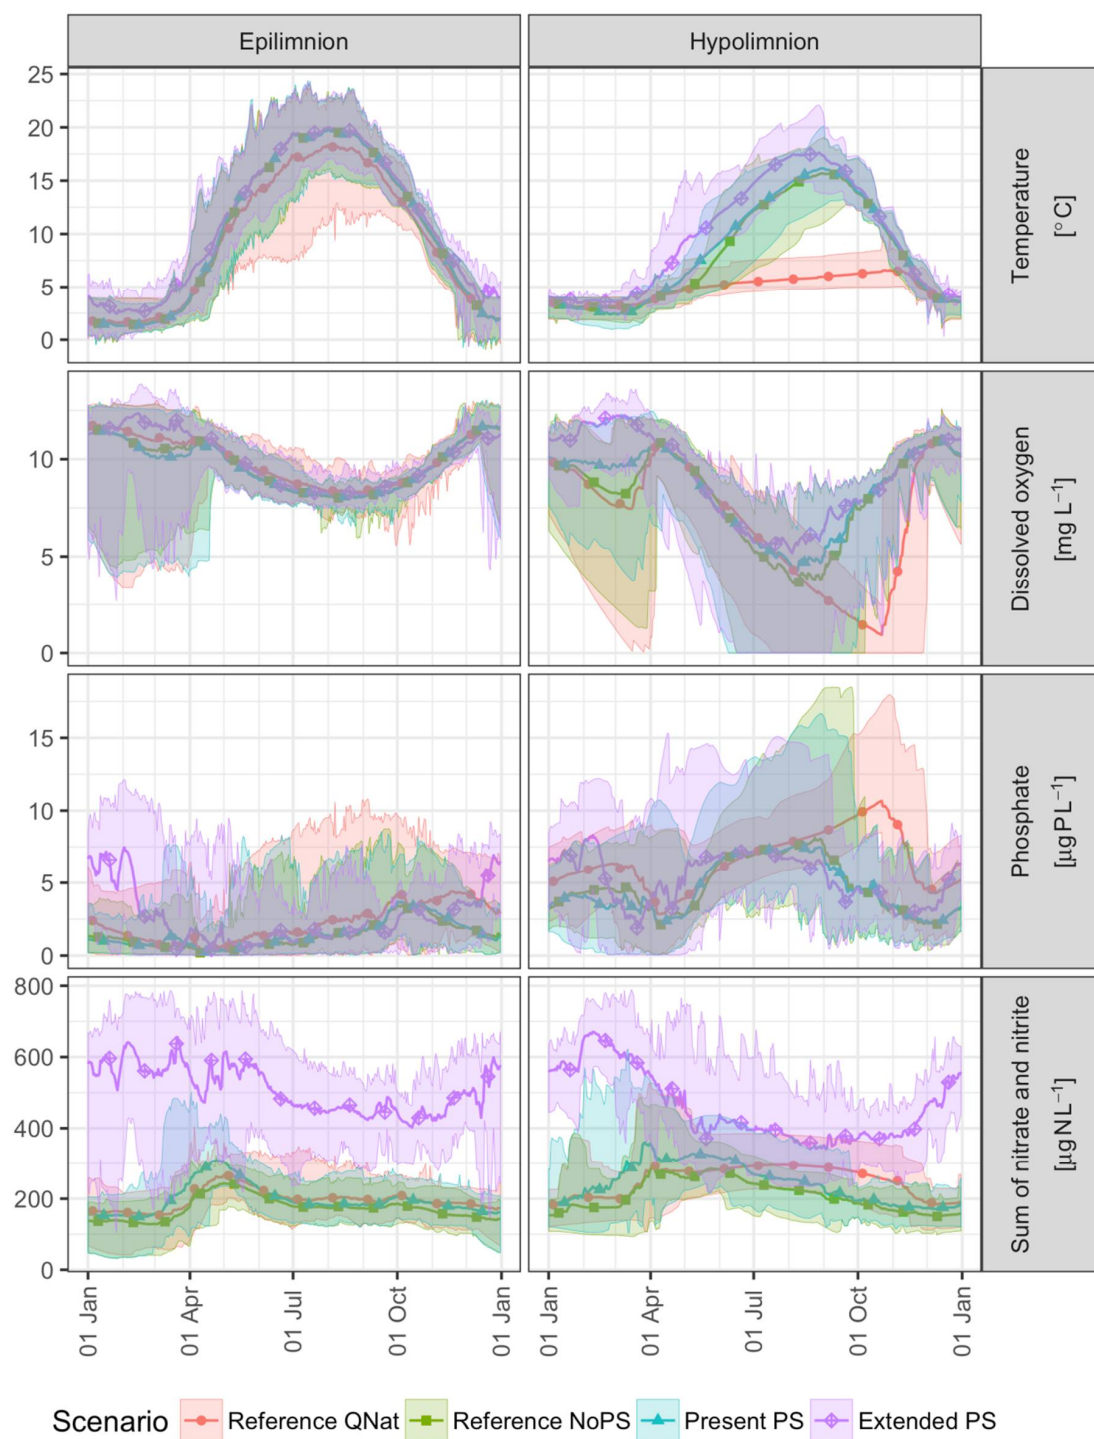 Epilimnion Hypolimnion
25
20
15
10
5
0
Temperature
[°C]
10
5
0
Dissolved oxygen
[mg L⁻¹]
15
10
5
0
Phosphate
[µg P L⁻¹]
800
600
400
200
0
Sum of nitrate and nitrite
[µg N L⁻¹]
01 Jan 01 Apr 01 Jul 01 Oct 01 Jan 01 Jan 01 Apr 01 Jul 01 Oct 01 Jan
Scenario Reference QNat Reference NoPS Present PS Extended PS